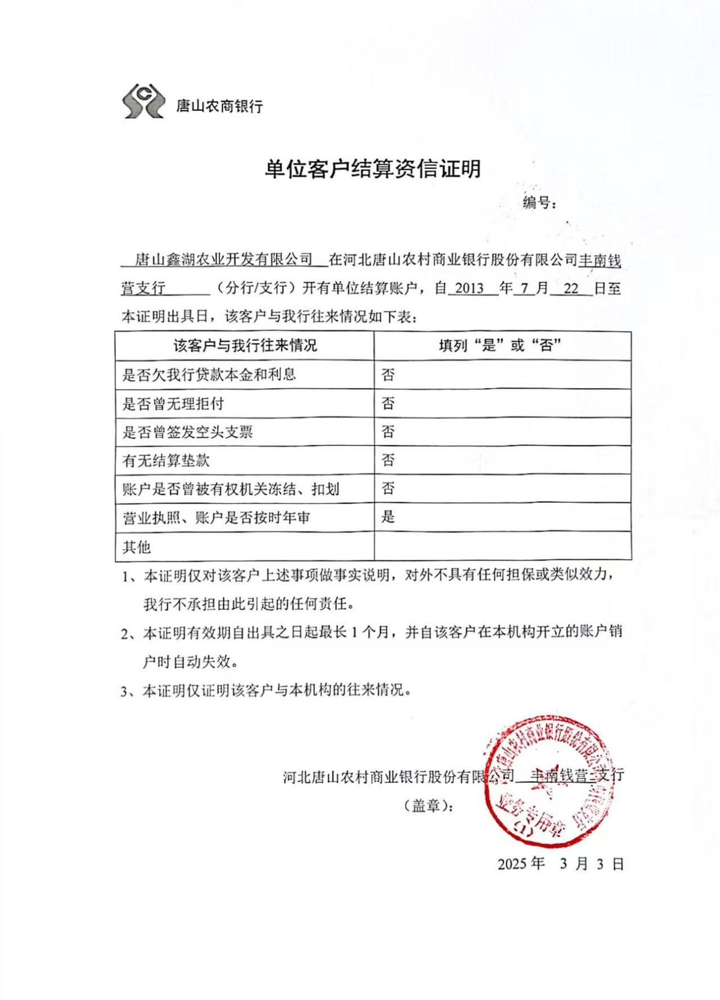 唐山农商银行
单位客户结算资信证明
编号：
唐山鑫湖农业开发有限公司 在河北唐山农村商业银行股份有限公司丰南钱
营支行 （分行/支行）开有单位结算账户，自 2013 年 7 月 22 日至
本证明出具日，该客户与我行往来情况如下表：
该客户与我行往来情况 填列“是”或“否”
是否欠我行贷款本金和利息 否
是否曾无理拒付 否
是否曾签发空头支票 否
有无结算垫款 否
账户是否曾被有权机关冻结、扣划 否
营业执照、账户是否按时年审 是
其他
1、本证明仅对该客户上述事项做事实说明，对外不具有任何担保或类似效力，
我行不承担由此引起的任何责任。
2、本证明有效期自出具之日起最长 1 个月，并自该客户在本机构开立的账户销
户时自动失效。
3、本证明仅证明该客户与本机构的往来情况。
河北唐山农村商业银行股份有限公司 丰南钱营 支行
（盖章）：
唐山农村商业银行股份有限公司
业务专用章
(1)
2025 年 3 月 3 日